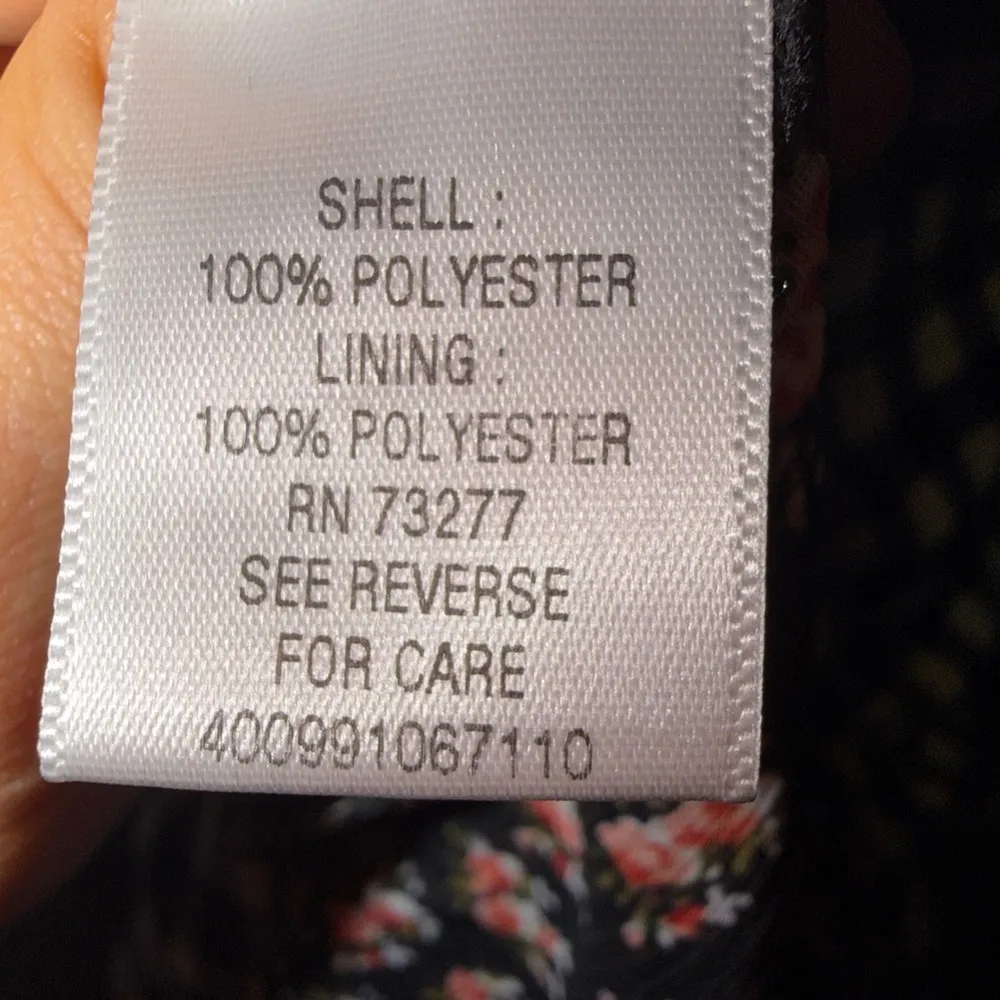 SHELL :
100% POLYESTER
LINING :
100% POLYESTER
RN 73277
SEE REVERSE
FOR CARE
400991067110